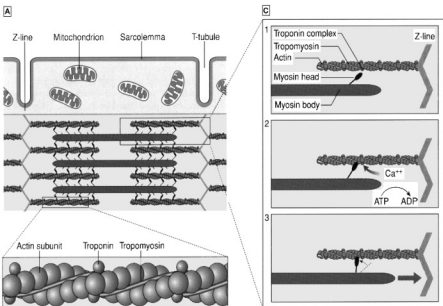 A
Z-line
Mitochondrion
Sarcolemma
T-tubule
Actin subunit
Troponin
Tropomyosin
C
1
Troponin complex
Tropomyosin
Actin
Myosin head
Myosin body
Z-line
2
Ca++
ATP
ADP
3